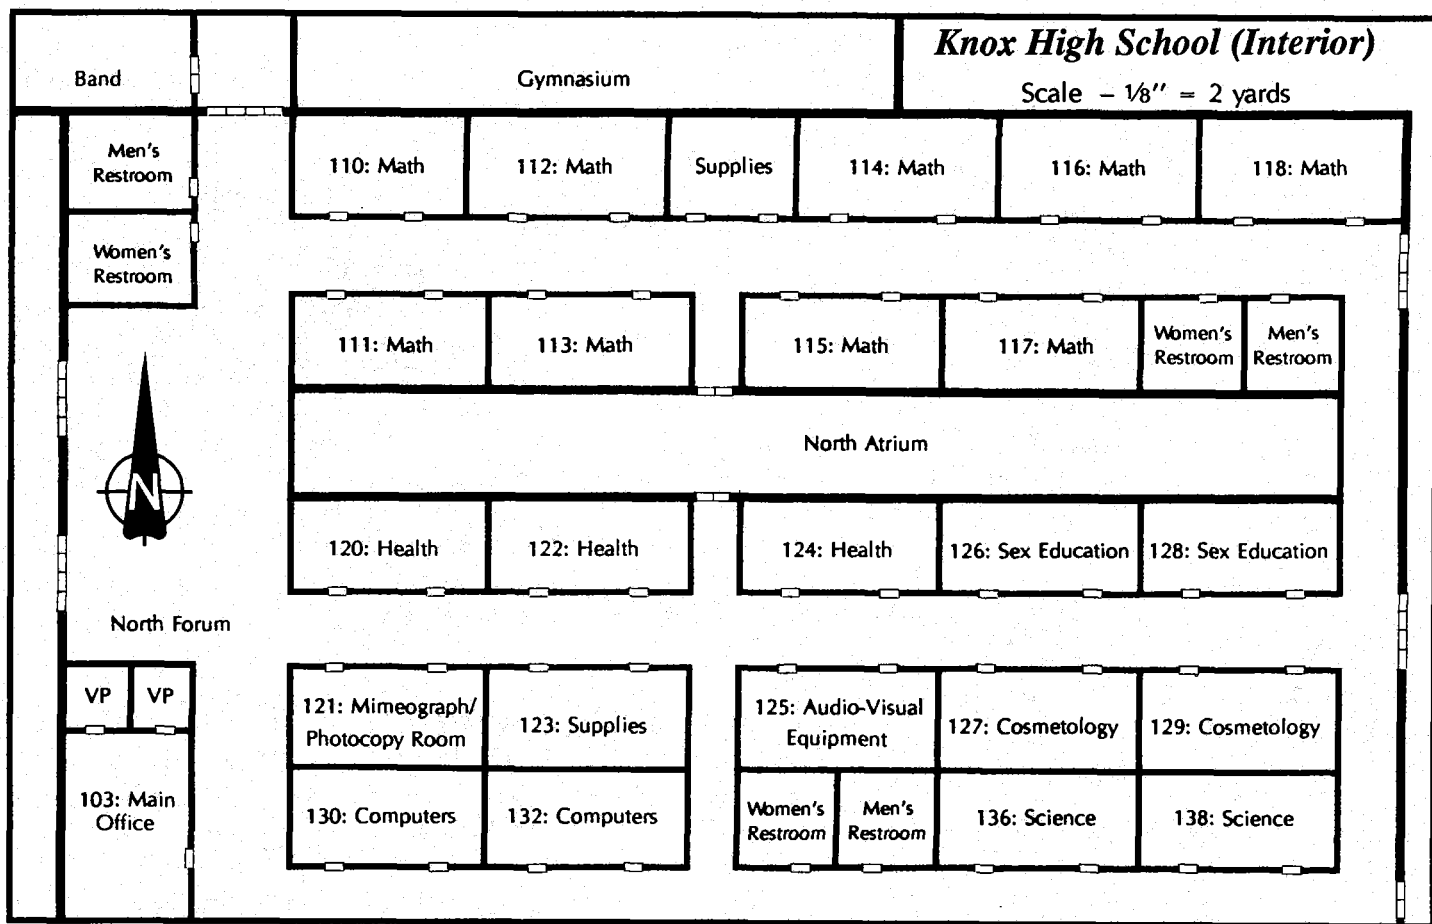 Knox High School (Interior)
Scale – 1/8" = 2 yards
Band
Gymnasium
Men's
Restroom
110: Math
112: Math
Supplies
114: Math
116: Math
118: Math
Women's
Restroom
111: Math
113: Math
115: Math
117: Math
Women's
Restroom
Men's
Restroom
North Atrium
N
120: Health
122: Health
124: Health
126: Sex Education
128: Sex Education
North Forum
VP
VP
121: Mimeograph/
Photocopy Room
123: Supplies
125: Audio-Visual
Equipment
127: Cosmetology
129: Cosmetology
103: Main
Office
130: Computers
132: Computers
Women's
Restroom
Men's
Restroom
136: Science
138: Science